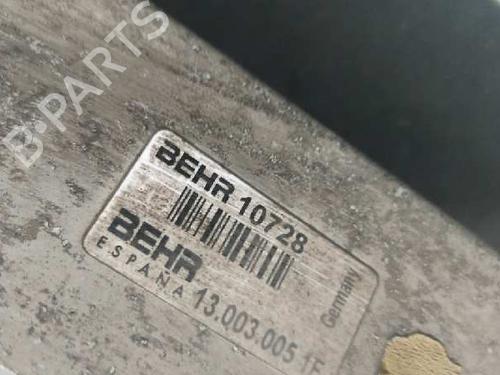 B-PARTS
BEHR 10728
BEHR
ESPAÑA 13.003.005 1F
Germany